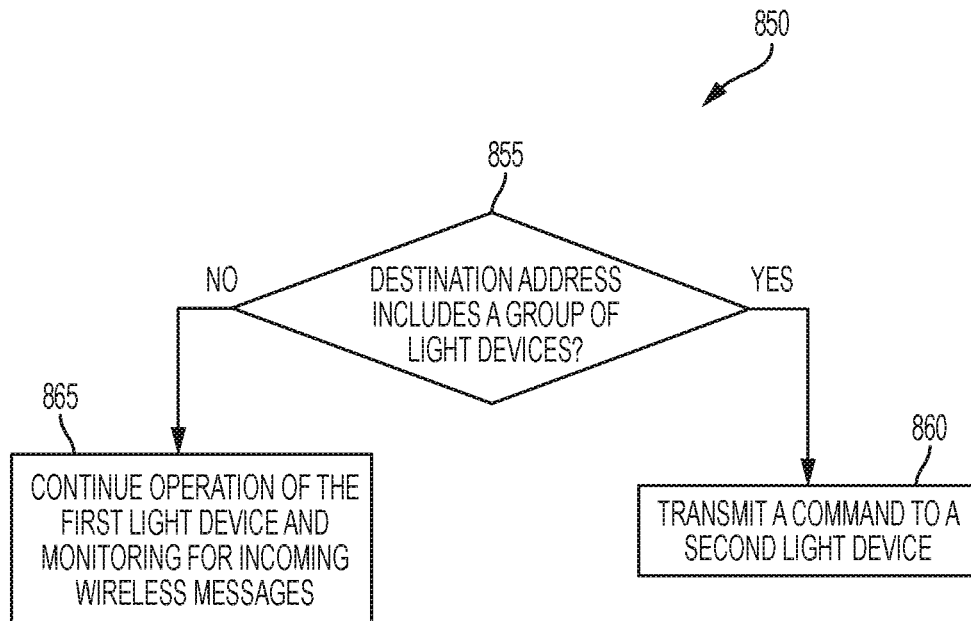 850
855
NO
DESTINATION ADDRESS
INCLUDES A GROUP OF
LIGHT DEVICES?
YES
865
CONTINUE OPERATION OF THE
FIRST LIGHT DEVICE AND
MONITORING FOR INCOMING
WIRELESS MESSAGES
860
TRANSMIT A COMMAND TO A
SECOND LIGHT DEVICE